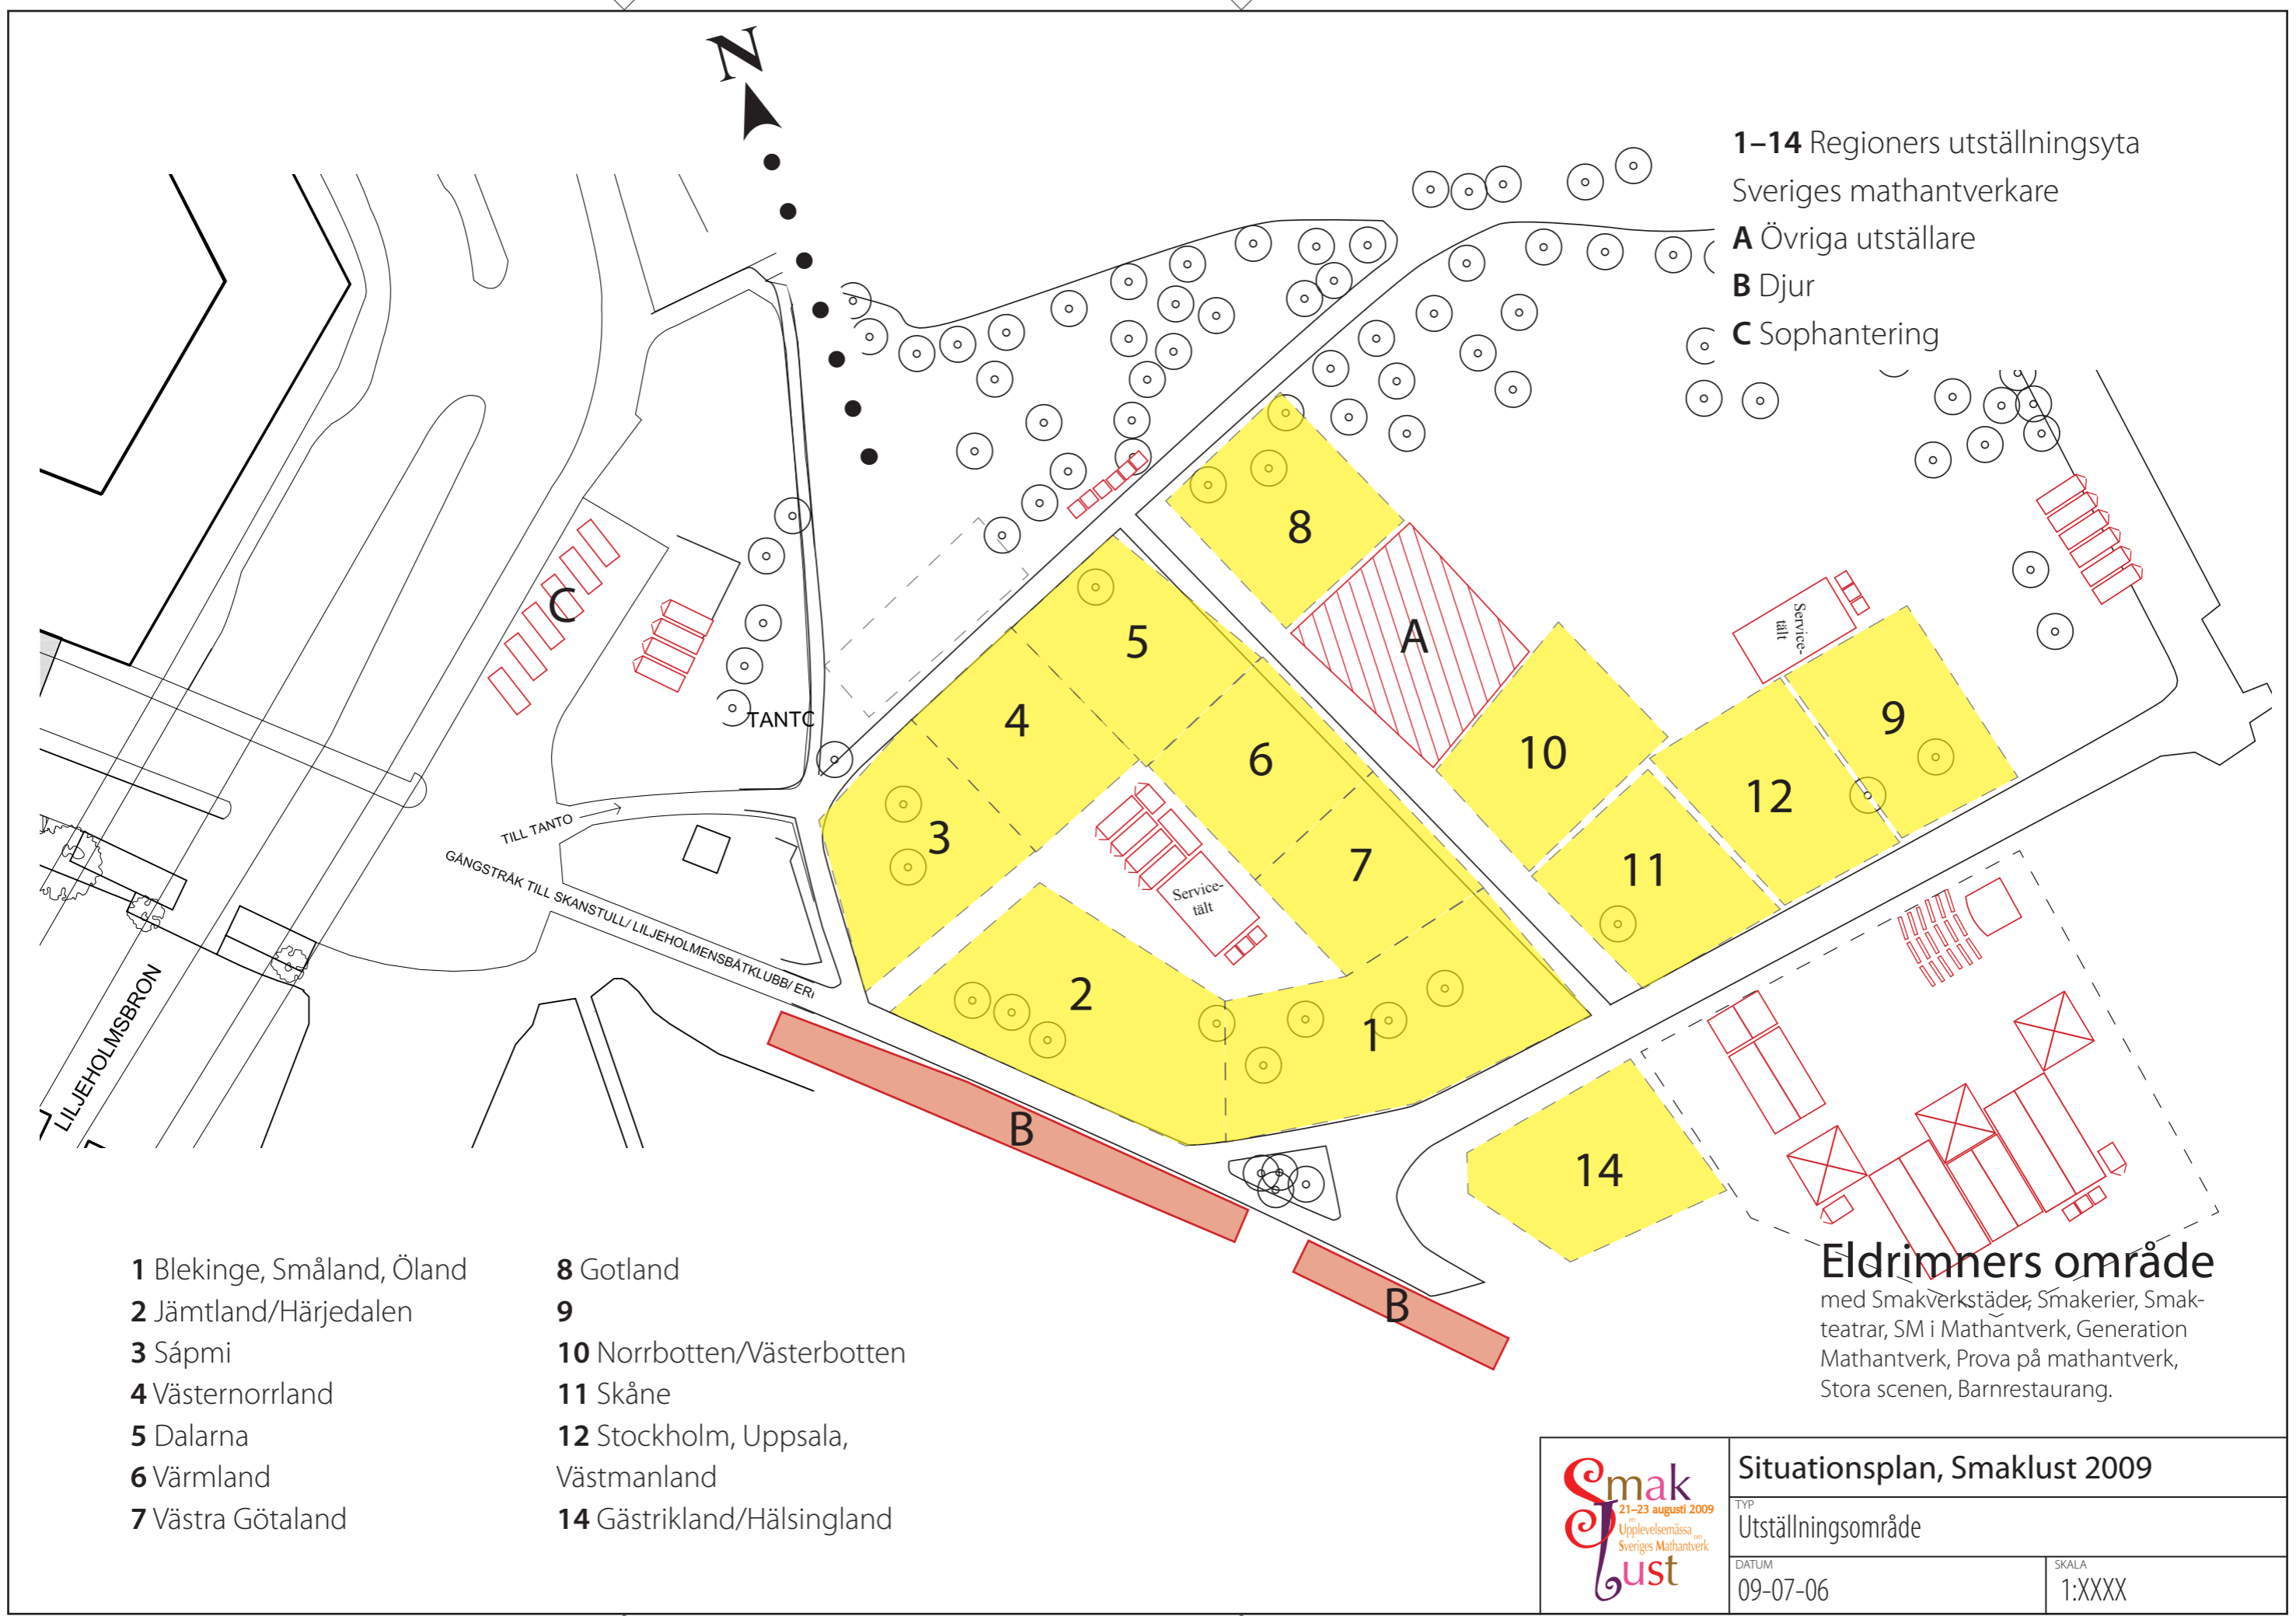 N
1–14 Regioners utställningsyta
Sveriges mathantverkare
A Övriga utställare
B Djur
C Sophantering
8
5
A
C
Service-
tält
4
TANTO
6
10
9
12
3
TILL TANTO
7
11
GÅNGSTRÅK TILL SKANSTULL/ LILJEHOLMENSBÅTKLUBB/ ERI
Service-
tält
2
1
LILJEHOLMSBRON
B
14
B
Eldrimners område
med Smakverkstäder, Smakerier, Smak-
teatrar, SM i Mathantverk, Generation
Mathantverk, Prova på mathantverk,
Stora scenen, Barnrestaurang.
1 Blekinge, Småland, Öland
2 Jämtland/Härjedalen
3 Sápmi
4 Västernorrland
5 Dalarna
6 Värmland
7 Västra Götaland
8 Gotland
9
10 Norrbotten/Västerbotten
11 Skåne
12 Stockholm, Uppsala,
Västmanland
14 Gästrikland/Hälsingland
Smak
21–23 augusti 2009
en
Upplevelsemässa
om
Sveriges Mathantverk
Lust
Situationsplan, Smaklust 2009
TYP
Utställningsområde
DATUM
09-07-06
SKALA
1:XXXX